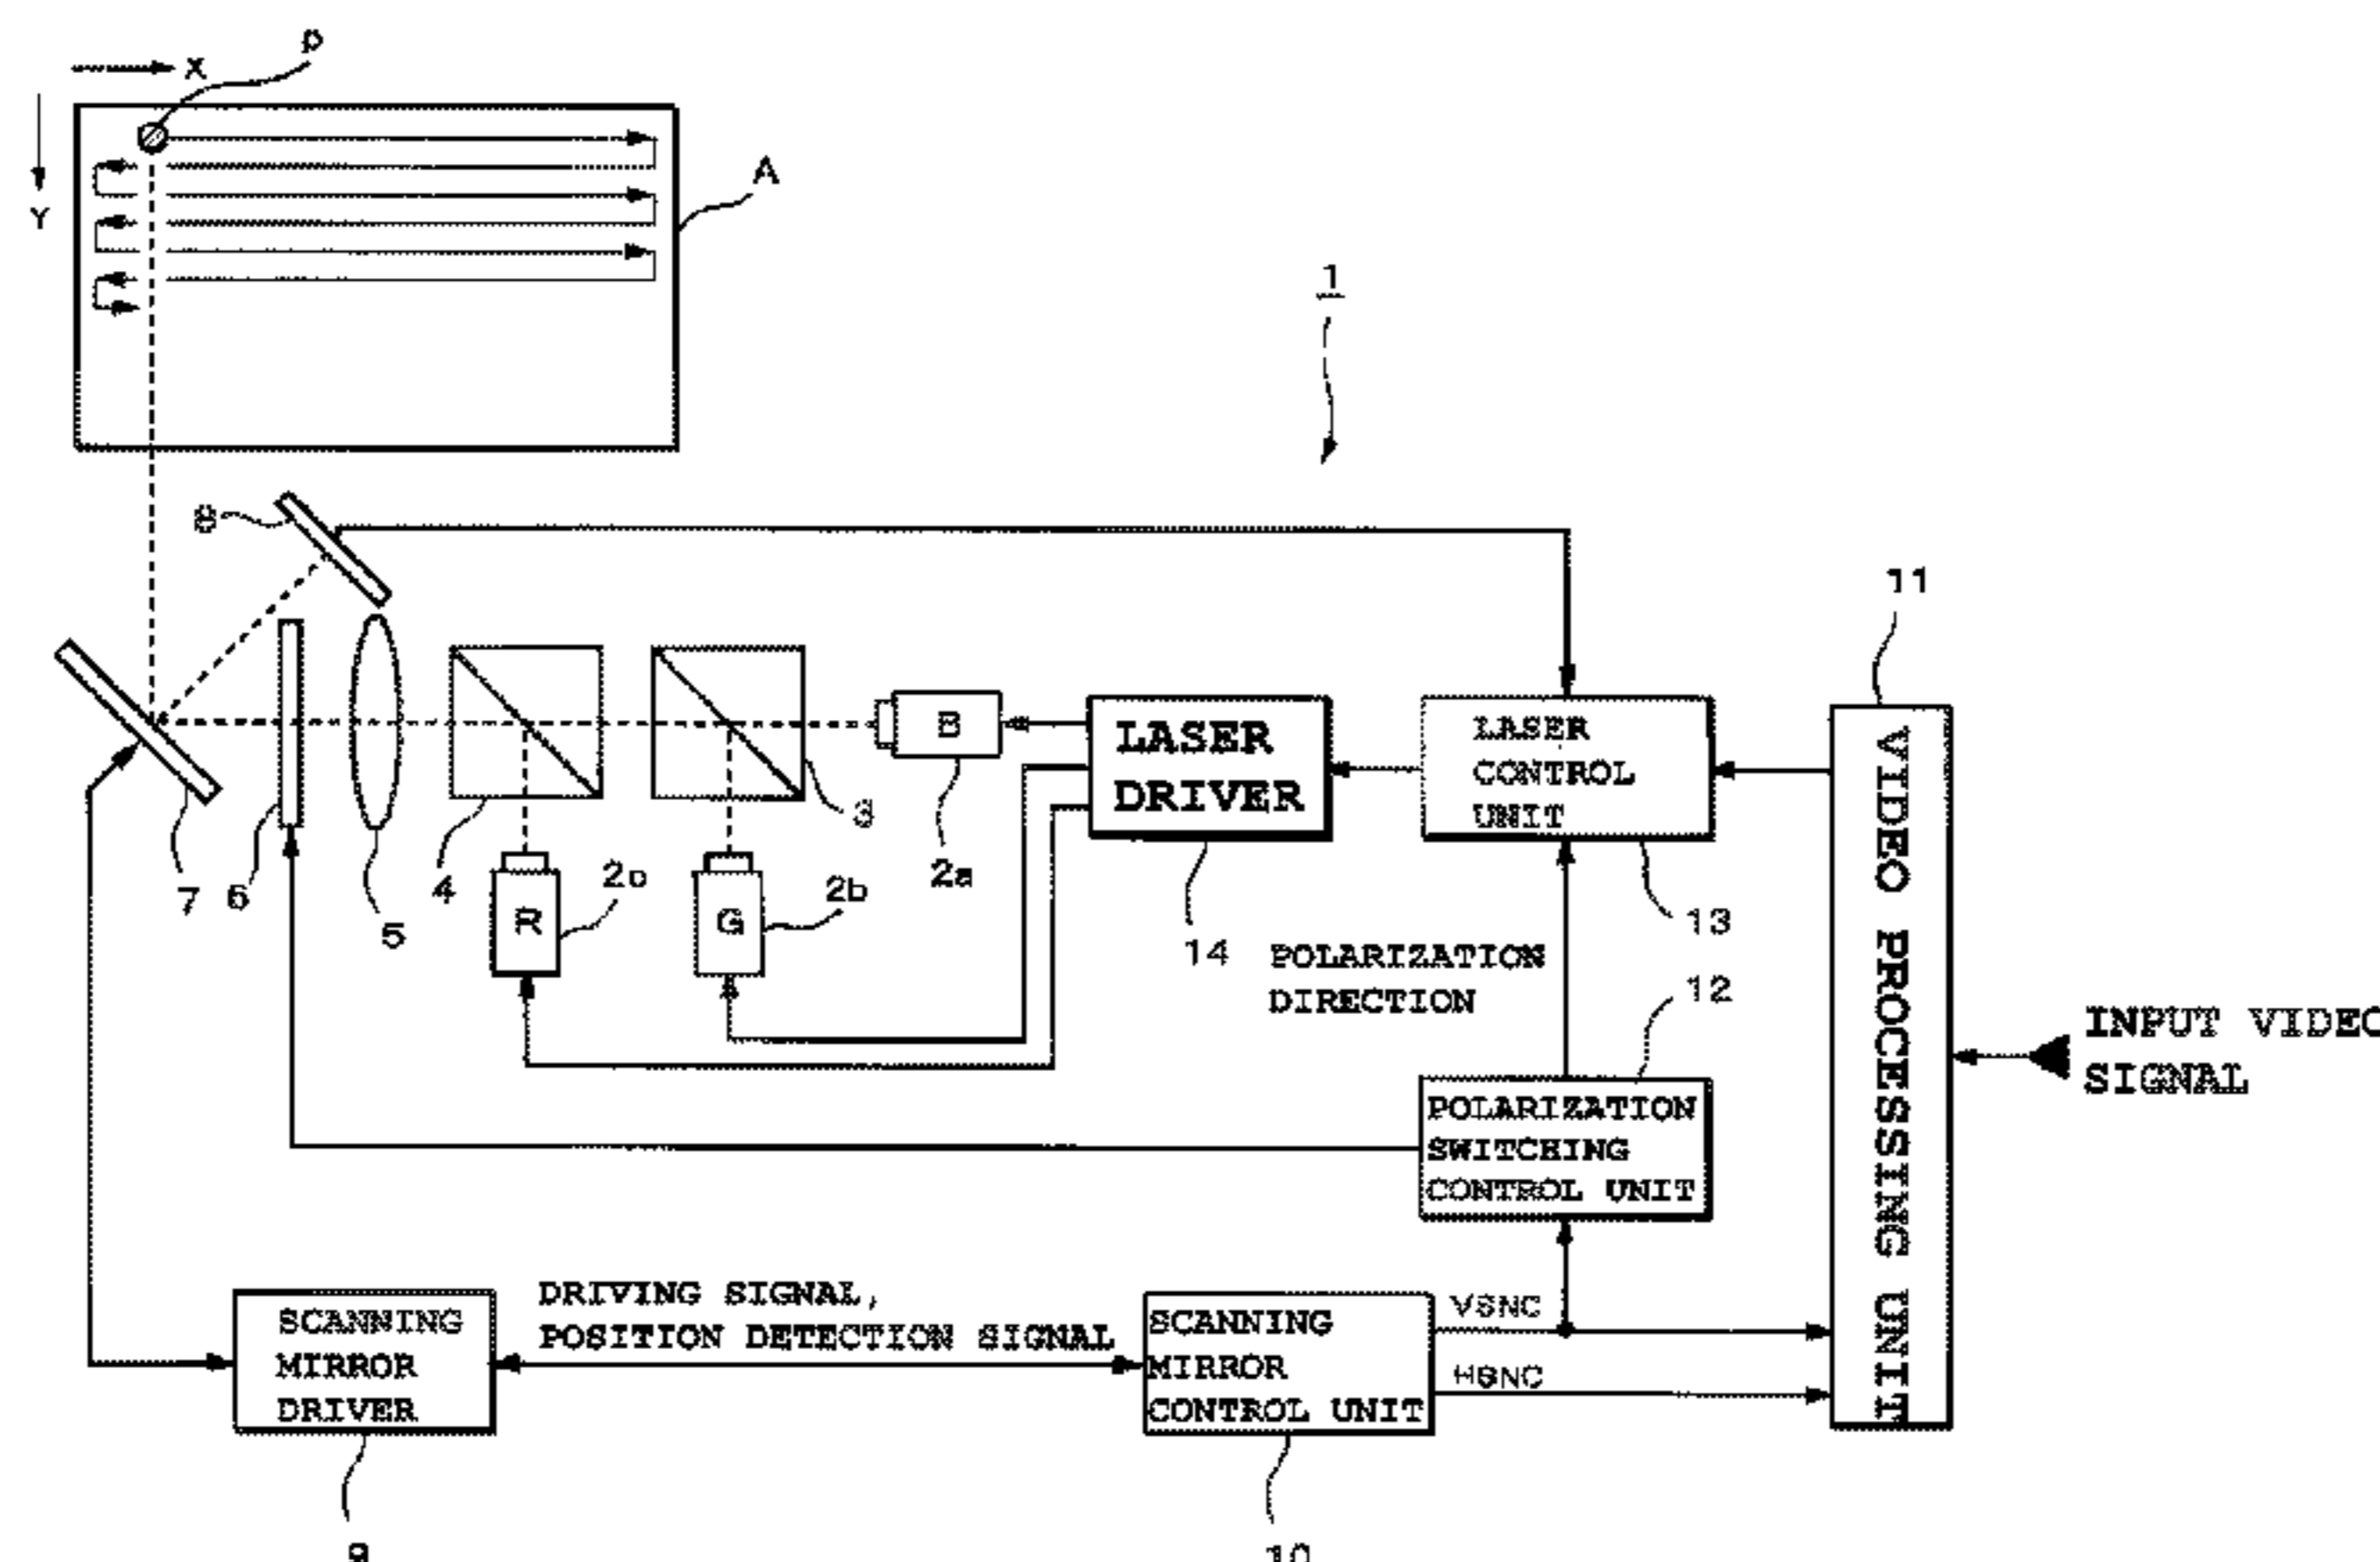 p
X
A
Y
1
8
11
B
LASER
DRIVER
LASER
CONTROL
UNIT
VIDEO PROCESSING UNIT
3
7
6
5
4
R
2c
G
2b
2a
14
13
POLARIZATION
DIRECTION
12
INPUT VIDEO
SIGNAL
POLARIZATION
SWITCHING
CONTROL UNIT
SCANNING
MIRROR
DRIVER
DRIVING SIGNAL,
POSITION DETECTION SIGNAL
SCANNING
MIRROR
CONTROL UNIT
VSNC
HSNC
9
10